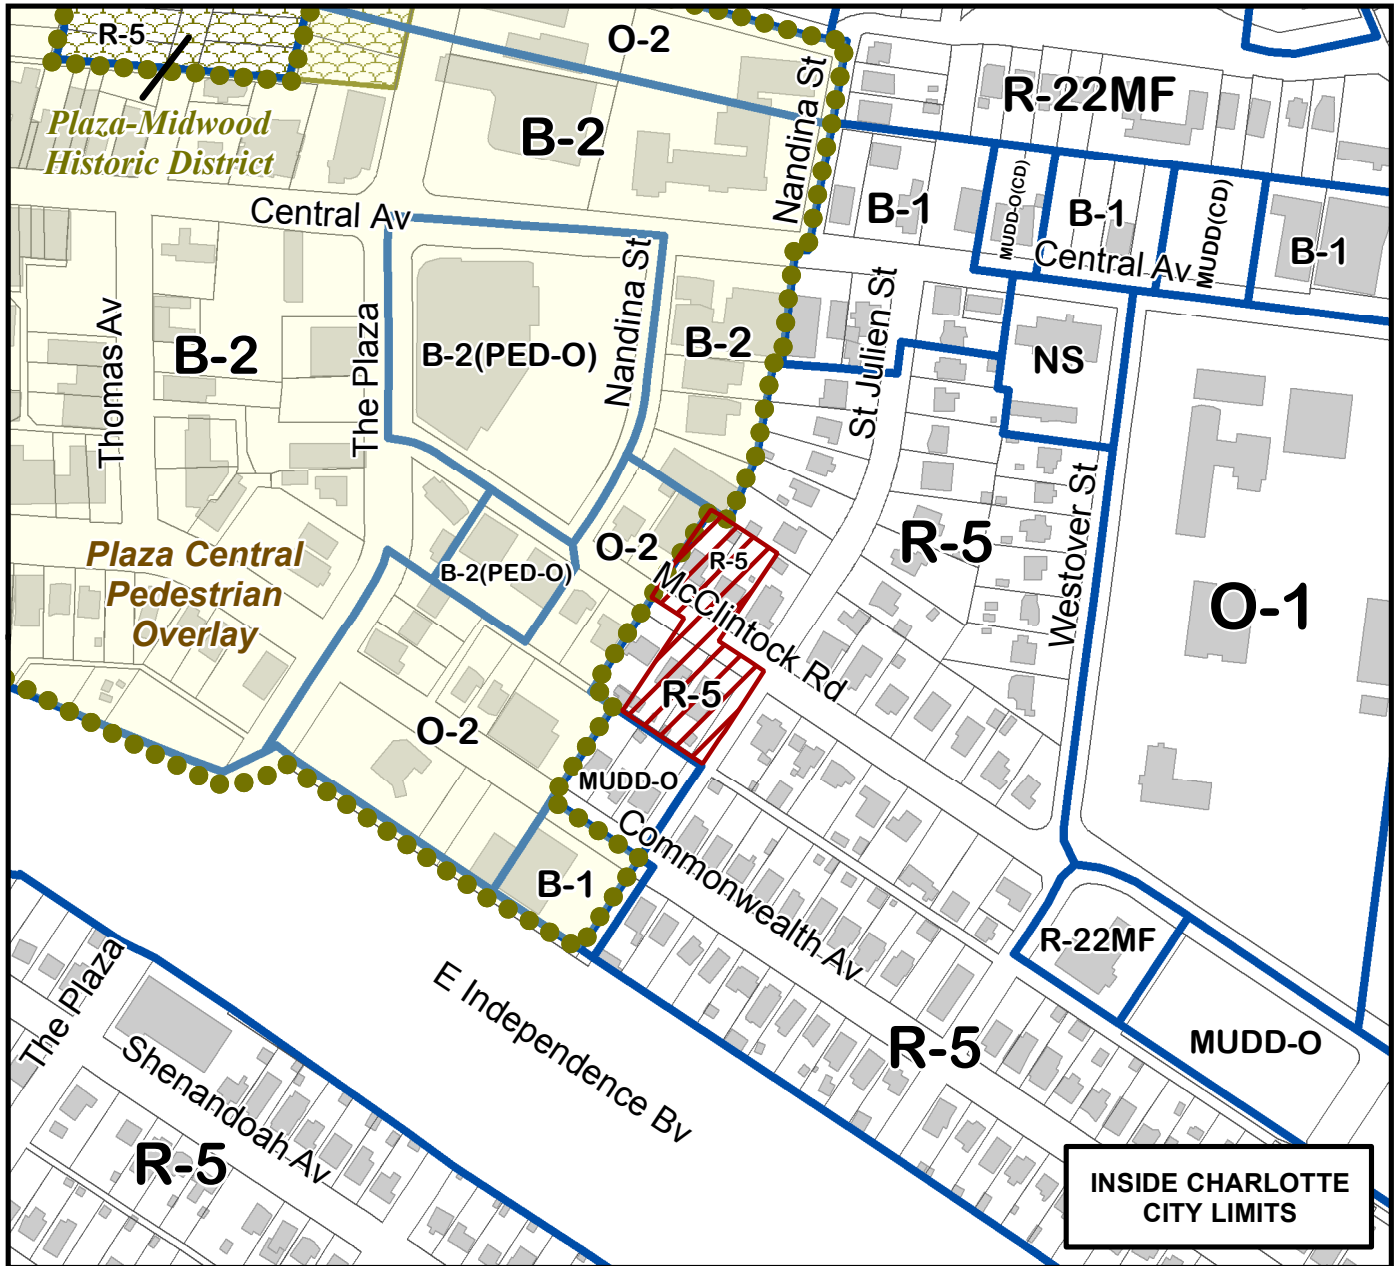 R-5
O-2
Nandina St
R-22MF
Plaza-Midwood
Historic District
B-2
Central Av
B-1
MUDD-O(CD)
B-1
MUDD(CD)
B-1
Central Av
Thomas Av
B-2
The Plaza
B-2(PED-O)
Nandina St
B-2
St Julien St
NS
Plaza Central
Pedestrian
Overlay
B-2(PED-O)
O-2
R-5
McClintock Rd
R-5
Westover St
O-1
R-5
O-2
MUDD-O
Commonwealth Av
B-1
R-22MF
The Plaza
E Independence Bv
R-5
MUDD-O
Shenandoah Av
R-5
INSIDE CHARLOTTE
CITY LIMITS